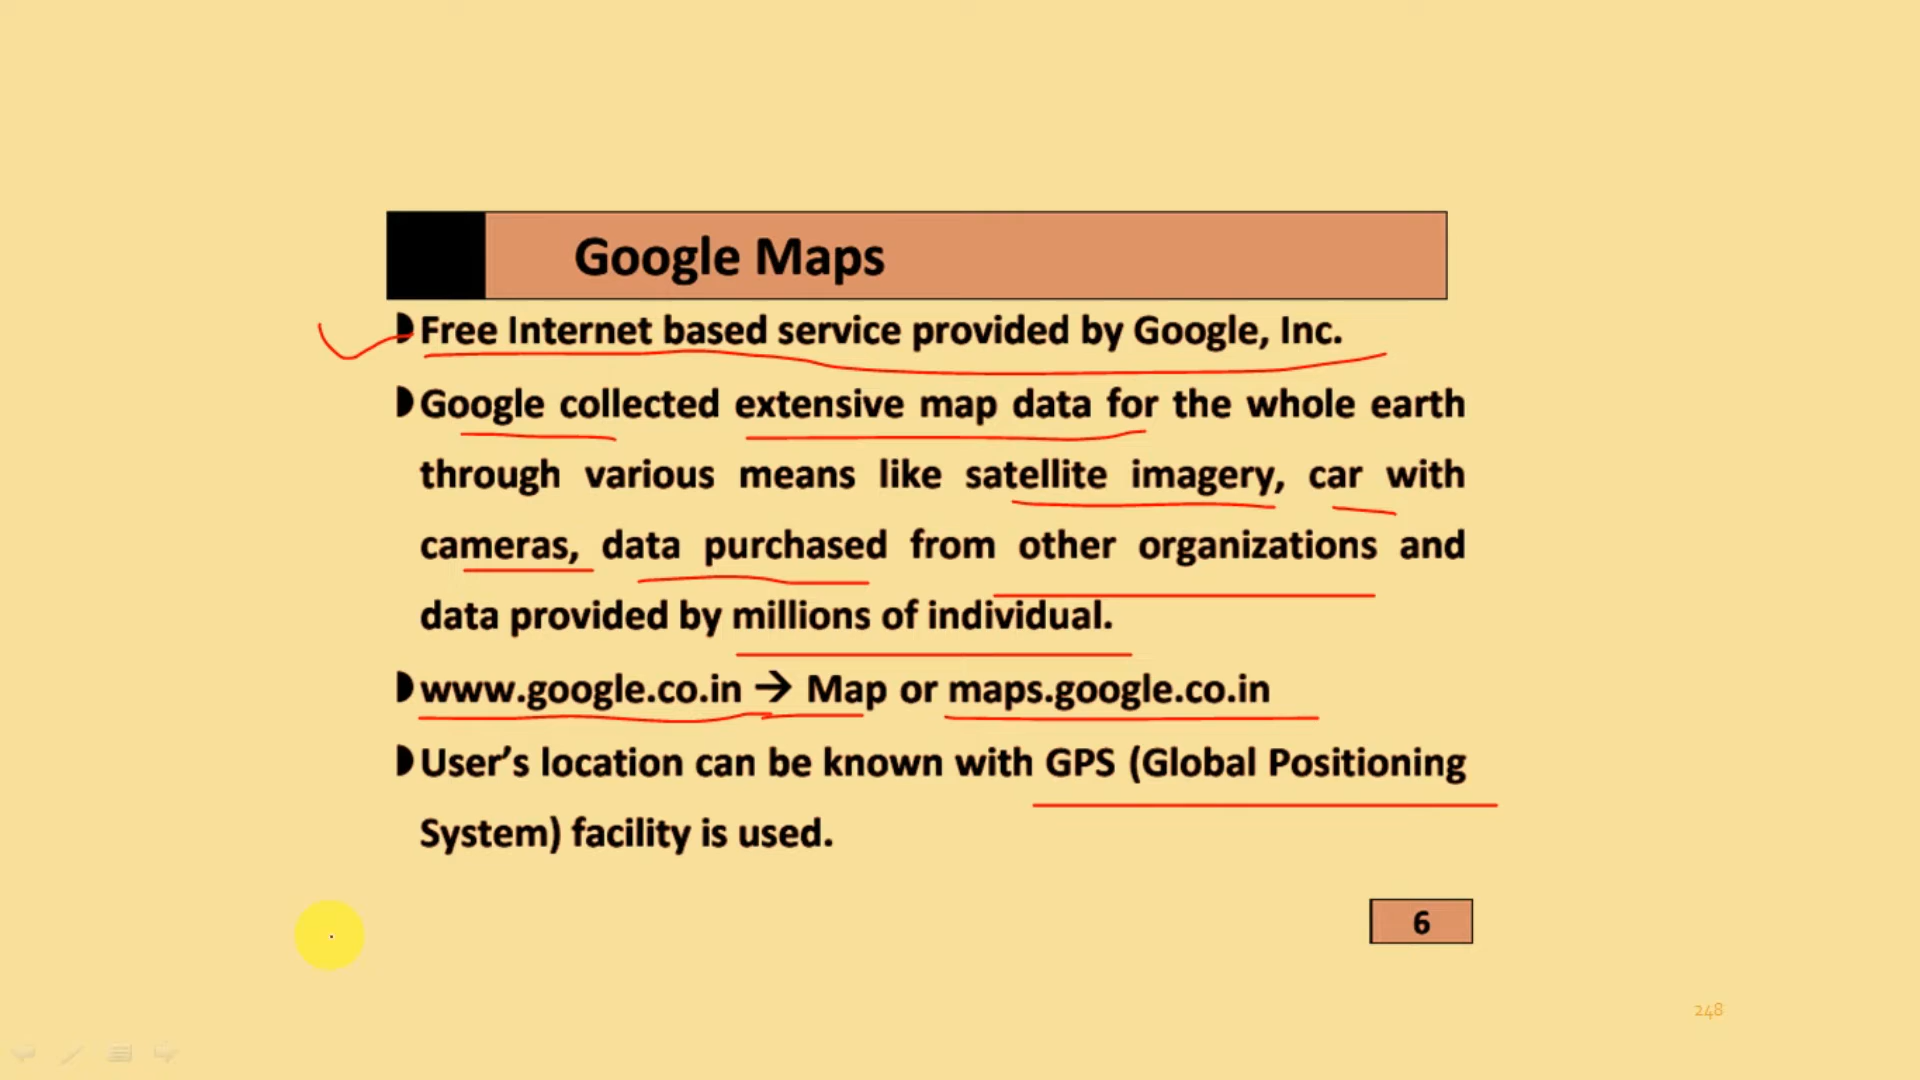 Google Maps
Free Internet based service provided by Google, Inc.
Google collected extensive map data for the whole earth
through various means like satellite imagery, car with
cameras, data purchased from other organizations and
data provided by millions of individual.
www.google.co.in → Map or maps.google.co.in
User’s location can be known with GPS (Global Positioning
System) facility is used.
6
248